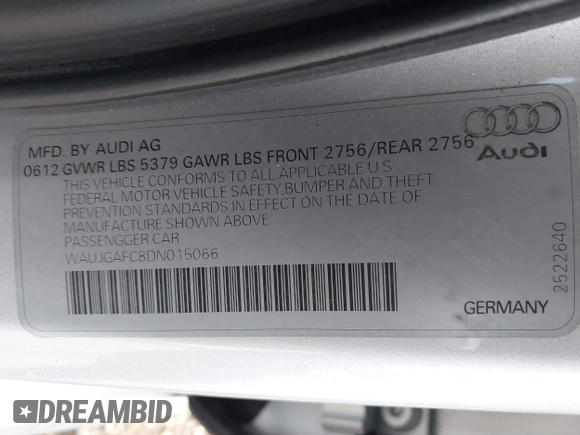 MFD. BY AUDI AG
0612 GVWR LBS 5379 GAWR LBS FRONT 2756/REAR 2756
THIS VEHICLE CONFORMS TO ALL APPLICABLE U.S
FEDERAL MOTOR VEHICLE SAFETY,BUMPER AND THEFT
PREVENTION STANDARDS IN EFFECT ON THE DATE OF
MANUFACTURE SHOWN ABOVE
PASSENGGER CAR
WAUJGAFC8DN015066
Audi
2522640
GERMANY
DREAMBID